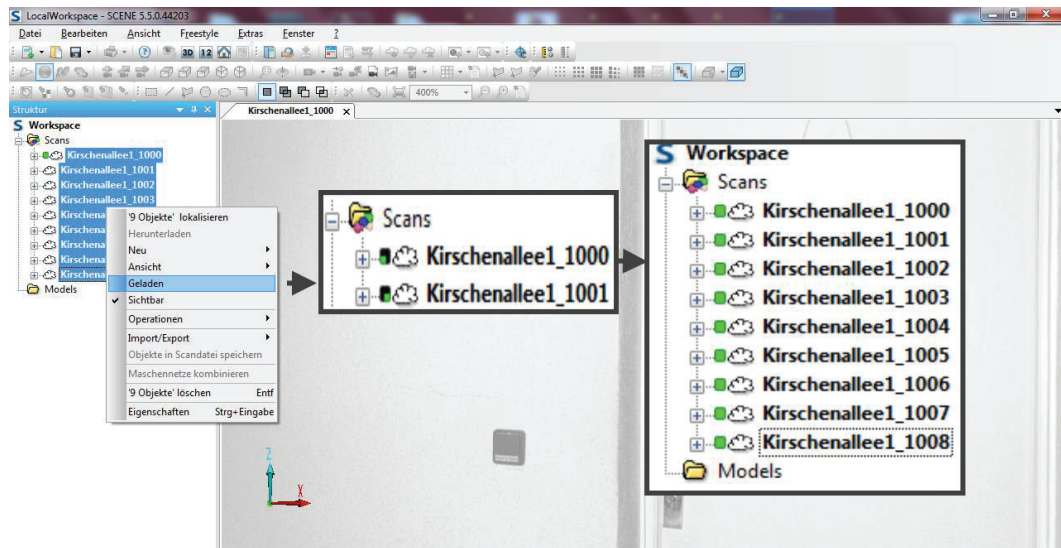 S LocalWorkspace - SCENE 5.5.0.44203
Datei Bearbeiten Ansicht Freestyle Extras Fenster ?
3D 12
400%
Struktur
Kirschenallee1_1000
S Workspace
Scans
Kirschenallee1_1000
Kirschenallee1_1001
Kirschenallee1_1002
Kirschenallee1_1003
Kirschena
Kirschena
Kirschena
Kirschena
Kirschena
Models
'9 Objekte' lokalisieren
Herunterladen
Neu
Ansicht
Geladen
Sichtbar
Operationen
Import/Export
Objekte in Scandatei speichern
Maschennetze kombinieren
'9 Objekte' löschen Entf
Eigenschaften Strg+Eingabe
Scans
Kirschenallee1_1000
Kirschenallee1_1001
S Workspace
Scans
Kirschenallee1_1000
Kirschenallee1_1001
Kirschenallee1_1002
Kirschenallee1_1003
Kirschenallee1_1004
Kirschenallee1_1005
Kirschenallee1_1006
Kirschenallee1_1007
Kirschenallee1_1008
Models
Z
X